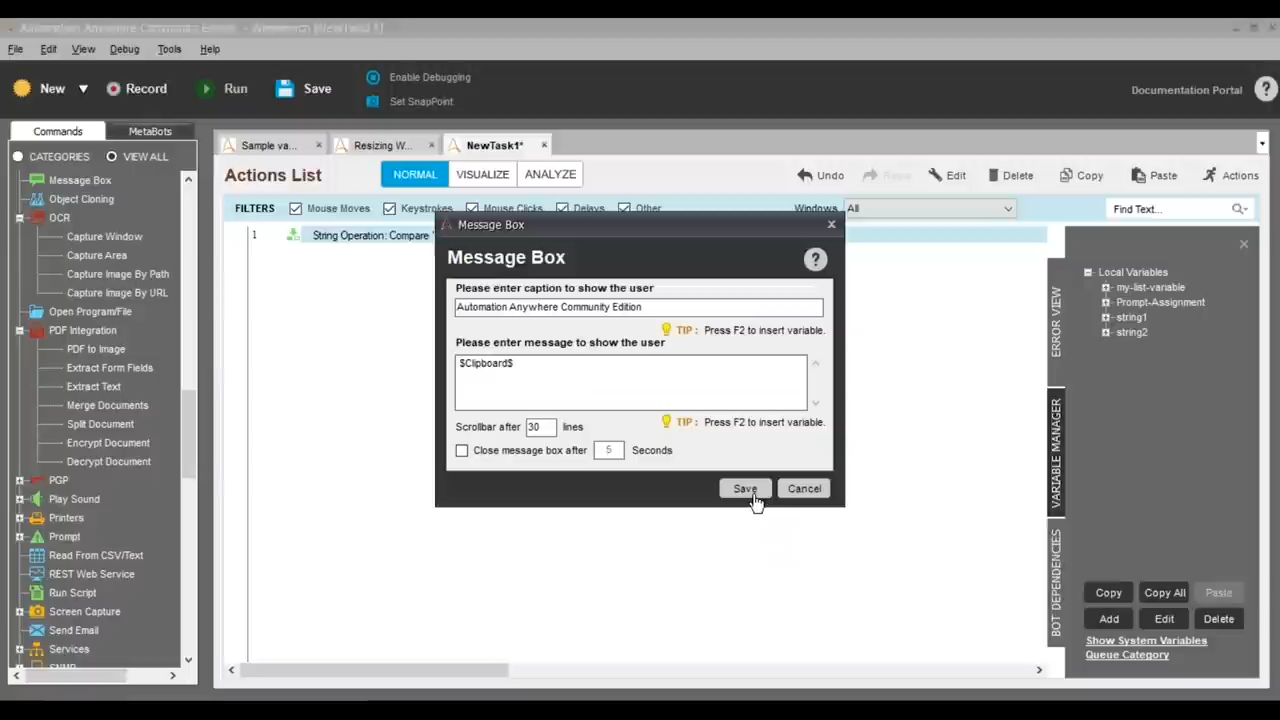 File Edit View Debug Tools Help
New Record Run Save
Enable Debugging
Set SnapPoint
Documentation Portal ?
Commands MetaBots
CATEGORIES VIEW ALL
Message Box
Object Cloning
OCR
Capture Window
Capture Area
Capture Image By Path
Capture Image By URL
Open Program/File
PDF Integration
PDF to Image
Extract Form Fields
Extract Text
Merge Documents
Split Document
Encrypt Document
Decrypt Document
PGP
Play Sound
Printers
Prompt
Read From CSV/Text
REST Web Service
Run Script
Screen Capture
Send Email
Services
SNMP
Sample va... Resizing W... NewTask1*
Actions List NORMAL VISUALIZE ANALYZE Undo Edit Delete Copy Paste Actions
FILTERS Mouse Moves Keystrokes Mouse Clicks Delays Other Windows All Find Text...
1 String Operation: Compare "
Message Box
Message Box ?
Please enter caption to show the user
Automation Anywhere Community Edition
TIP : Press F2 to insert variable.
Please enter message to show the user
$Clipboard$
TIP : Press F2 to insert variable.
Scrollbar after 30 lines
Close message box after 5 Seconds
Save Cancel
ERROR VIEW
VARIABLE MANAGER
BOT DEPENDENCIES
Local Variables
my-list-variable
Prompt-Assignment
string1
string2
Copy Copy All Paste
Add Edit Delete
Show System Variables
Queue Category